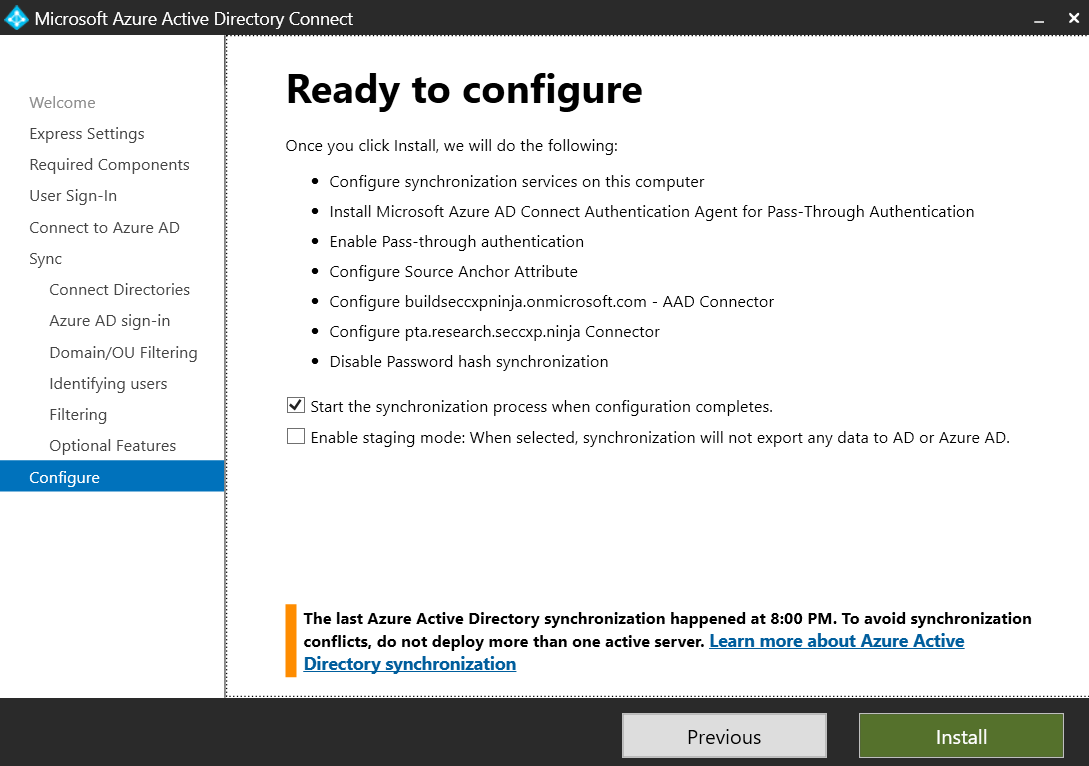 Microsoft Azure Active Directory Connect
Welcome
Express Settings
Required Components
User Sign-In
Connect to Azure AD
Sync
Connect Directories
Azure AD sign-in
Domain/OU Filtering
Identifying users
Filtering
Optional Features
Configure
Ready to configure
Once you click Install, we will do the following:
Configure synchronization services on this computer
Install Microsoft Azure AD Connect Authentication Agent for Pass-Through Authentication
Enable Pass-through authentication
Configure Source Anchor Attribute
Configure buildseccxpninja.onmicrosoft.com - AAD Connector
Configure pta.research.seccxp.ninja Connector
Disable Password hash synchronization
Start the synchronization process when configuration completes.
Enable staging mode: When selected, synchronization will not export any data to AD or Azure AD.
The last Azure Active Directory synchronization happened at 8:00 PM. To avoid synchronization
conflicts, do not deploy more than one active server. Learn more about Azure Active
Directory synchronization
Previous
Install